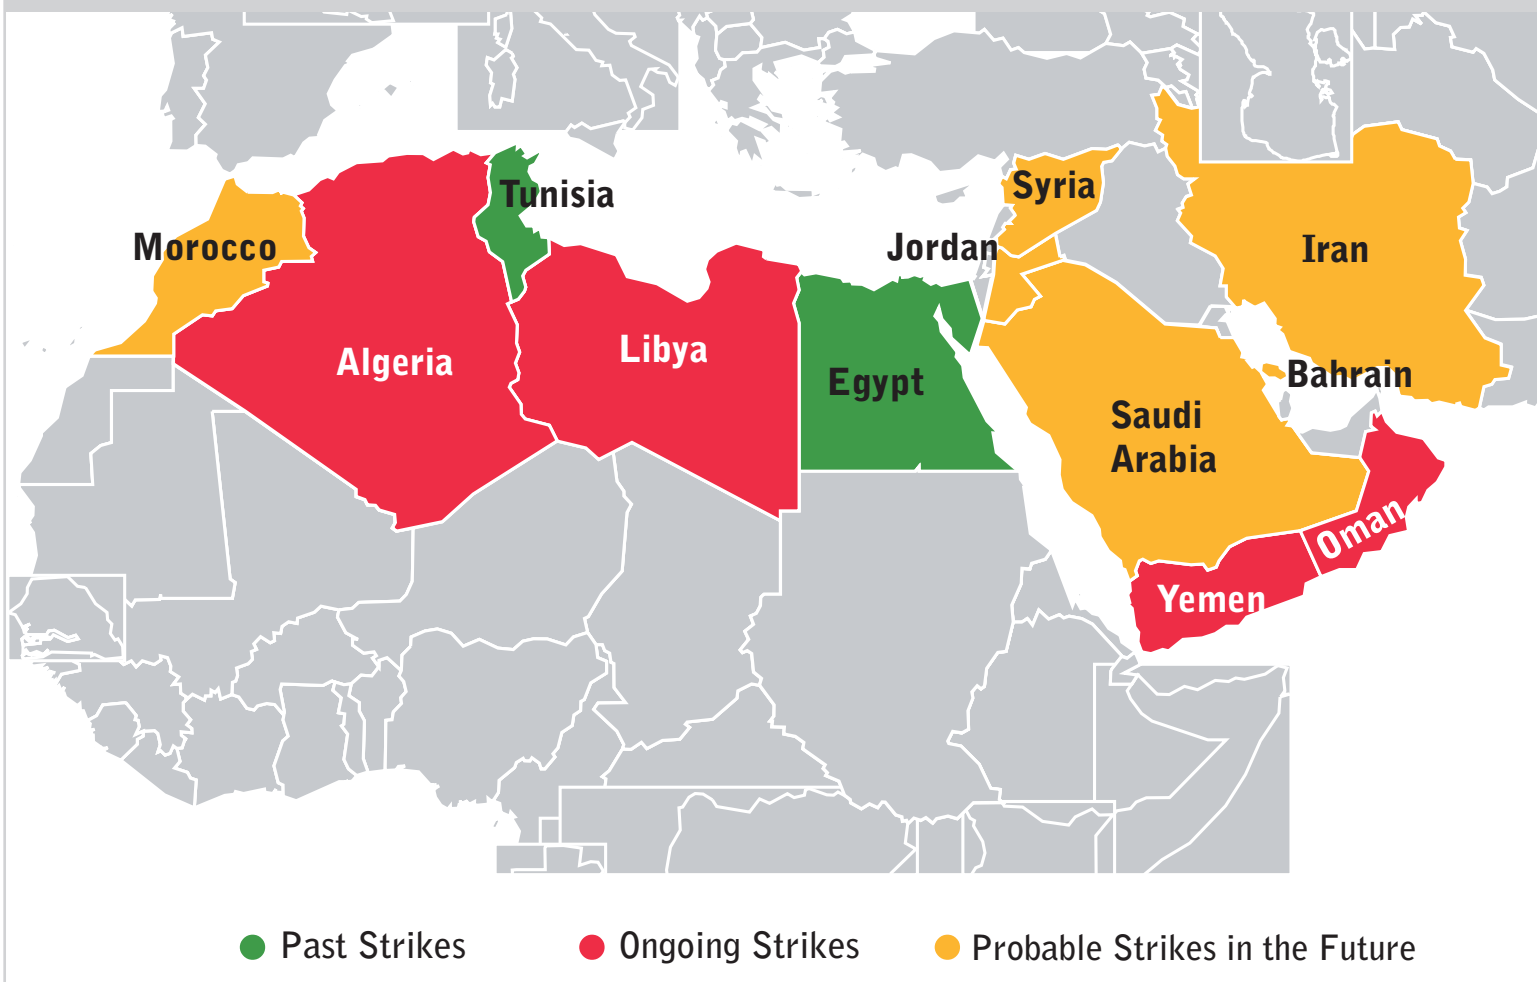 Tunisia
Syria
Morocco
Jordan
Iran
Algeria
Libya
Egypt
Bahrain
Saudi
Arabia
Oman
Yemen
Past Strikes
Ongoing Strikes
Probable Strikes in the Future